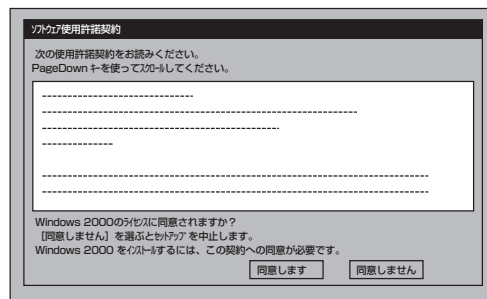 ｿﾌﾄｳｪｱ使用許諾契約
次の使用許諾契約をお読みください。
PageDown ｷｰを使ってｽｸﾛｰﾙしてください。
Windows 2000のﾗｲｾﾝｽに同意されますか？
［同意しません］を選ぶとｾｯﾄｱｯﾌﾟを中止します。
Windows 2000 をｲﾝｽﾄｰﾙするには、この契約への同意が必要です。
同意します 同意しません